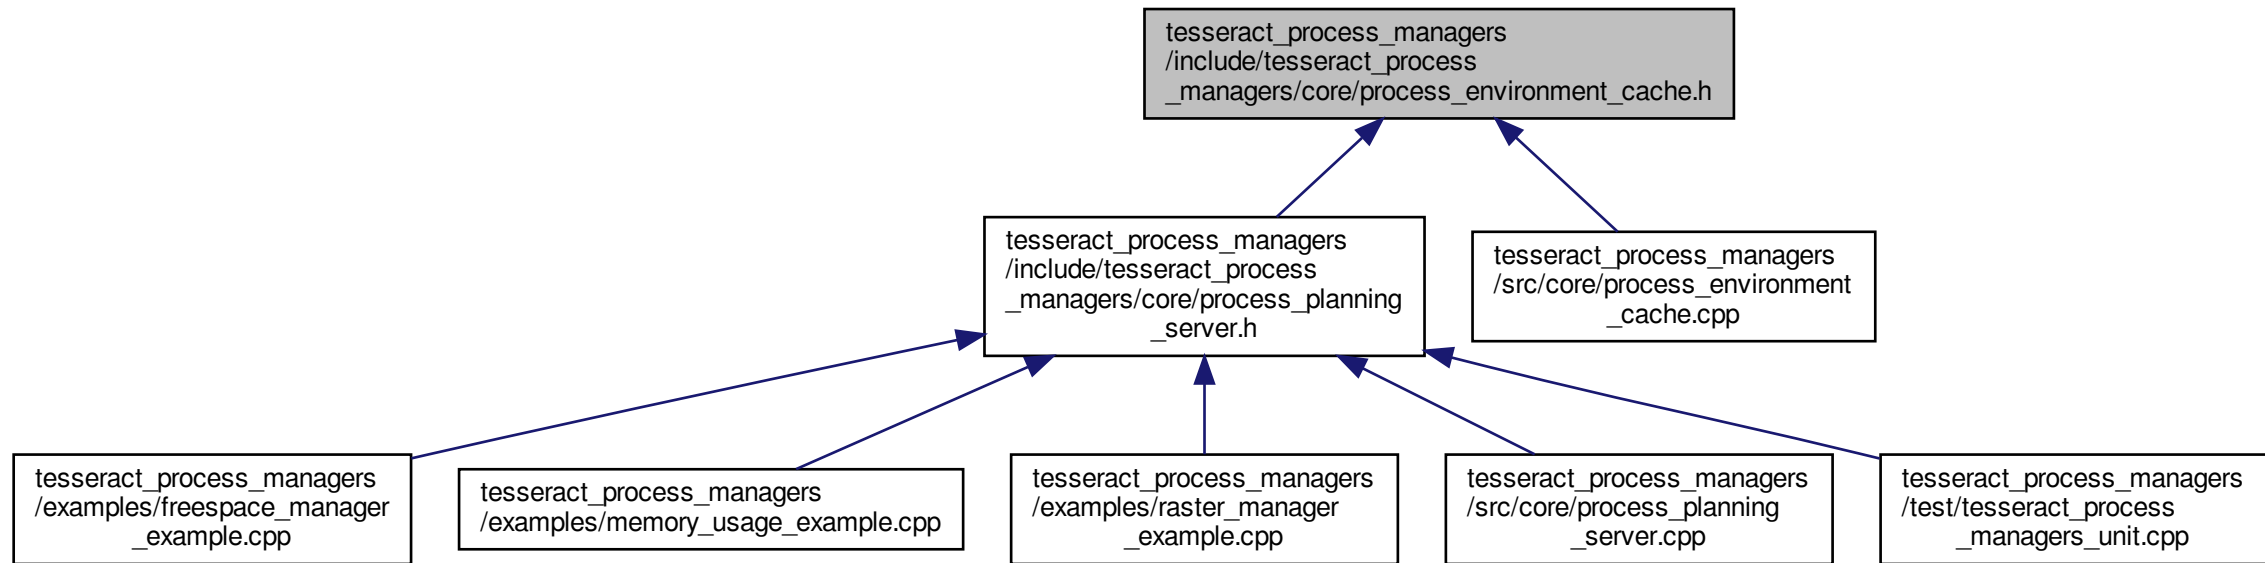 tesseract_process_managers
/include/tesseract_process
_managers/core/process_environment_cache.h
tesseract_process_managers
/include/tesseract_process
_managers/core/process_planning
_server.h
tesseract_process_managers
/src/core/process_environment
_cache.cpp
tesseract_process_managers
/examples/freespace_manager
_example.cpp
tesseract_process_managers
/examples/memory_usage_example.cpp
tesseract_process_managers
/examples/raster_manager
_example.cpp
tesseract_process_managers
/src/core/process_planning
_server.cpp
tesseract_process_managers
/test/tesseract_process
_managers_unit.cpp